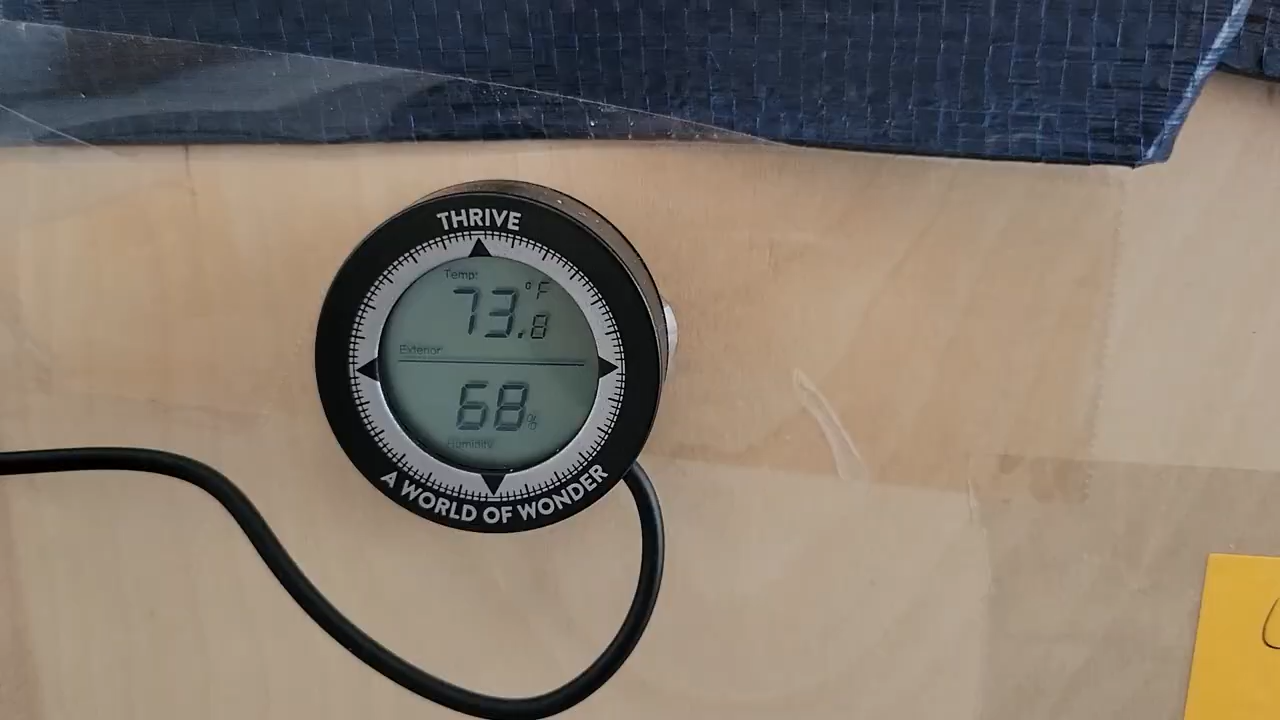 THRIVE
Temp:
73.8 °F
Exterior:
68%
Humidity
A WORLD OF WONDER